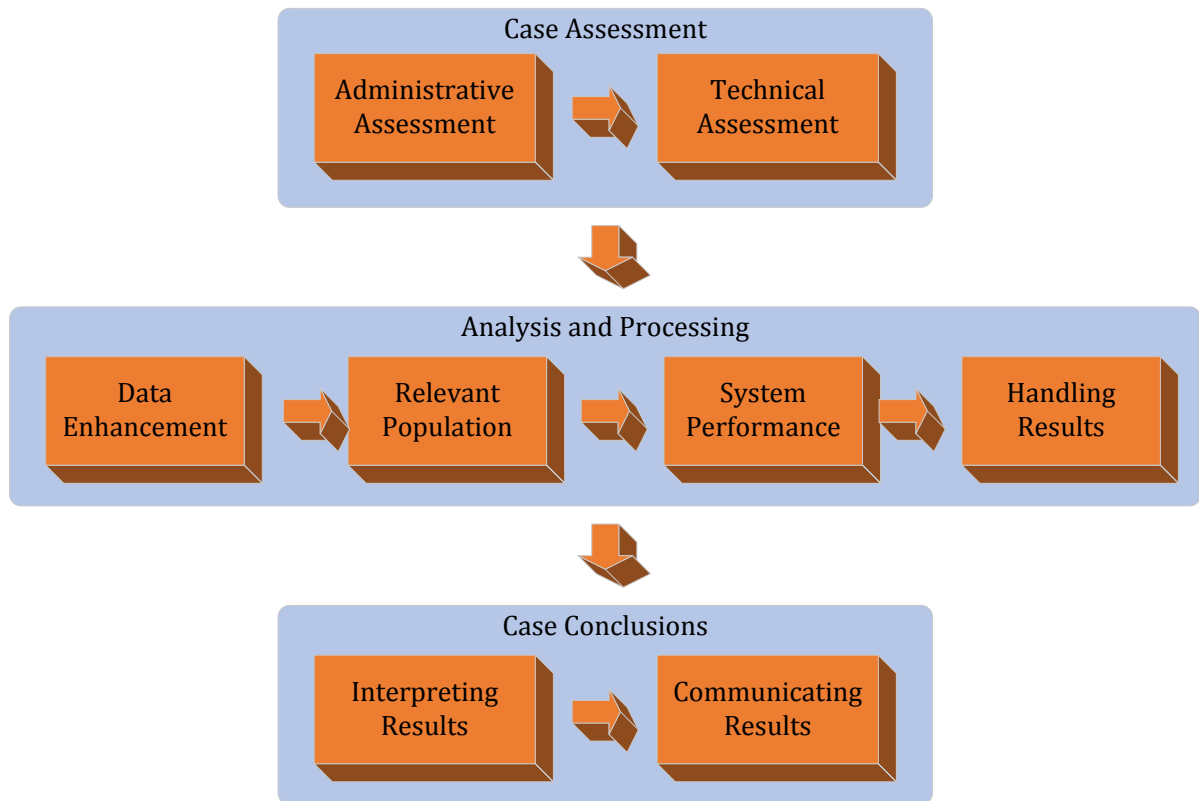 Case Assessment
Administrative
Assessment
Technical
Assessment
Analysis and Processing
Data
Enhancement
Relevant
Population
System
Performance
Handling
Results
Case Conclusions
Interpreting
Results
Communicating
Results